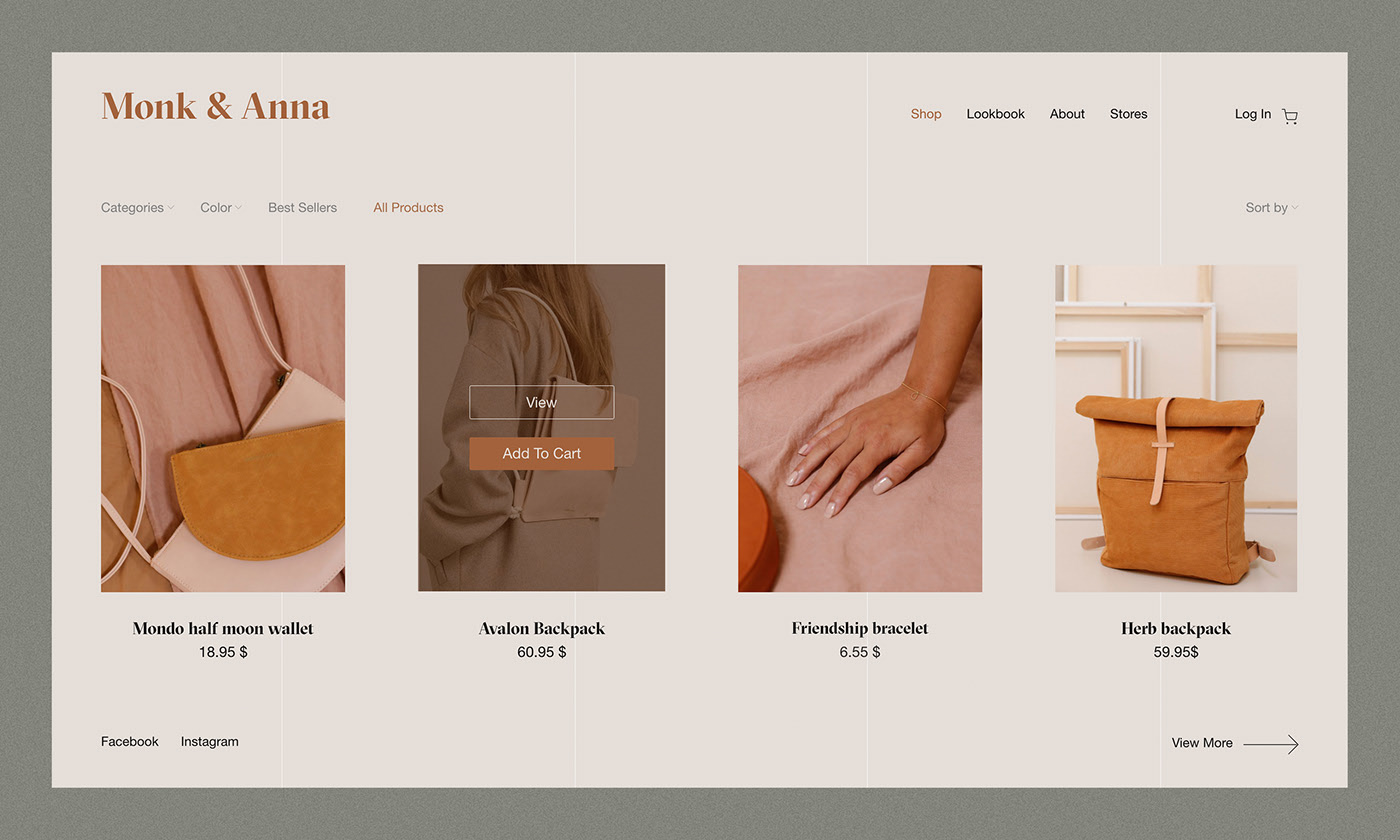 Monk & Anna
Shop Lookbook About Stores Log In
Categories Color Best Sellers All Products Sort by
View
Add To Cart
Mondo half moon wallet Avalon Backpack Friendship bracelet Herb backpack
18.95 $ 60.95 $ 6.55 $ 59.95$
Facebook Instagram View More